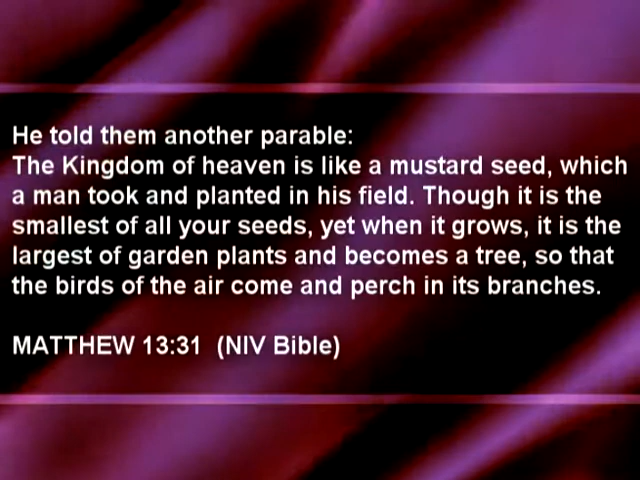 He told them another parable:
The Kingdom of heaven is like a mustard seed, which
a man took and planted in his field. Though it is the
smallest of all your seeds, yet when it grows, it is the
largest of garden plants and becomes a tree, so that
the birds of the air come and perch in its branches.
MATTHEW 13:31 (NIV Bible)